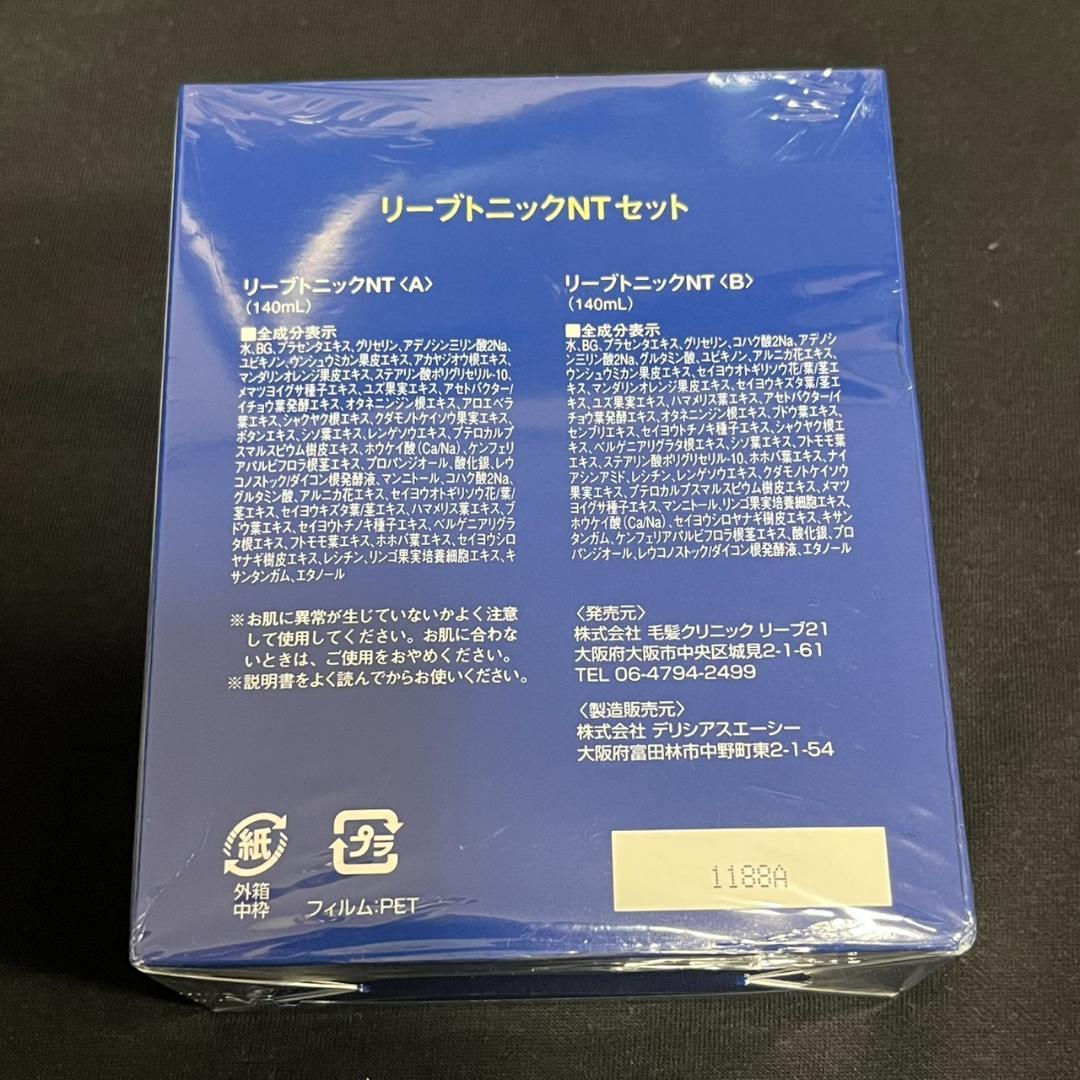 リーブトニックNTセット
リーブトニックNT〈A〉
(140mL)
■全成分表示
水、BG、プラセンタエキス、グリセリン、アデノシン三リン酸2Na、
ユビキノン、ウンシュウミカン果皮エキス、アカヤジオウ根エキス、
マンダリンオレンジ果皮エキス、ステアリン酸ポリグリセリル-10、
メマツヨイグサ種子エキス、ユズ果実エキス、アセトバクター/
イチョウ葉発酵エキス、オタネニンジン根エキス、アロエベラ
葉エキス、シャクヤク根エキス、クダモノトケイソウ果実エキス、
ボタンエキス、シソ葉エキス、レンゲソウエキス、プテロカルプ
スマルスピウム樹皮エキス、ホウケイ酸(Ca/Na)、ケンフェ
リアパルビフロラ根茎エキス、プロパンジオール、酸化銀、レウ
コノストック/ダイコン根発酵液、マンニトール、コハク酸2Na、
グルタミン酸、アルニカ花エキス、セイヨウオトギリソウ花/葉/
茎エキス、セイヨウキズタ葉/茎エキス、ハマメリス葉エキス、ブ
ドウ葉エキス、セイヨウトチノキ種子エキス、ベルゲニアリグラ
タ根エキス、フトモモ葉エキス、ホホバ葉エキス、セイヨウシロ
ヤナギ樹皮エキス、レシチン、リンゴ果実培養細胞エキス、キ
サンタンガム、エタノール
※お肌に異常が生じていないかよく注意
して使用してください。お肌に合わな
いときは、ご使用をおやめください。
※説明書をよく読んでからお使いください。
リーブトニックNT〈B〉
(140mL)
■全成分表示
水、BG、プラセンタエキス、グリセリン、コハク酸2Na、アデノシ
ン三リン酸2Na、グルタミン酸、ユビキノン、アルニカ花エキス、
ウンシュウミカン果皮エキス、セイヨウオトギリソウ花/葉/茎エ
キス、マンダリンオレンジ果皮エキス、セイヨウキズタ葉/茎エ
キス、ユズ果実エキス、ハマメリス葉エキス、アセトバクター/イ
チョウ葉発酵エキス、オタネニンジン根エキス、ブドウ葉エキス、
センブリエキス、セイヨウトチノキ種子エキス、シャクヤク根エ
キス、ベルゲニアリグラタ根エキス、シソ葉エキス、フトモモ葉
エキス、ステアリン酸ポリグリセリル-10、ホホバ葉エキス、ナイ
アシンアミド、レシチン、レンゲソウエキス、クダモノトケイソウ
果実エキス、プテロカルプスマルスピウム樹皮エキス、メマツ
ヨイグサ種子エキス、マンニトール、リンゴ果実培養細胞エキス、
ホウケイ酸(Ca/Na)、セイヨウシロヤナギ樹皮エキス、キサン
タンガム、ケンフェリアパルビフロラ根茎エキス、酸化銀、プロ
パンジオール、レウコノストック/ダイコン根発酵液、エタノール
〈発売元〉
株式会社 毛髪クリニック リーブ21
大阪府大阪市中央区城見2-1-61
TEL 06-4794-2499
〈製造販売元〉
株式会社 デリシアスエーシー
大阪府富田林市中野町東2-1-54
紙
外箱
中枠
プラ
フィルム:PET
1188A